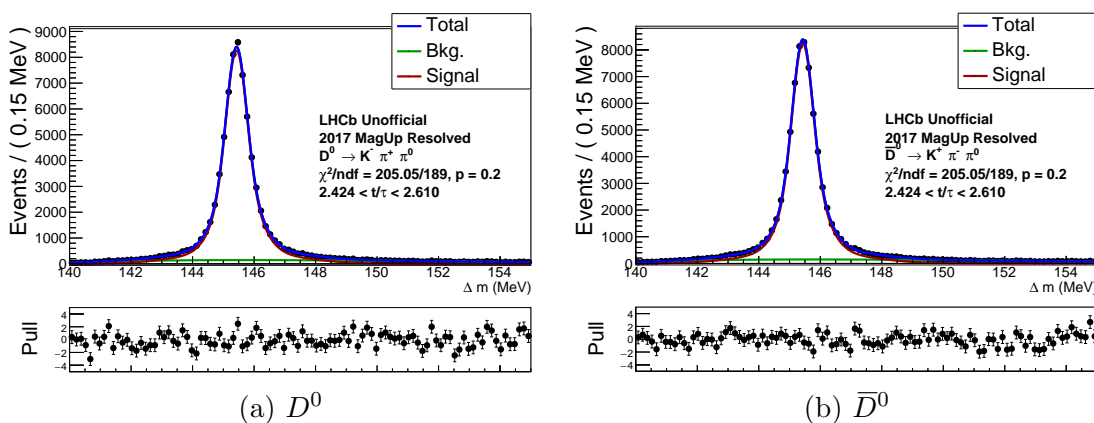 Total
Bkg.
Signal
Events / ( 0.15 MeV )
9000
8000
7000
6000
5000
4000
3000
2000
1000
0
LHCb Unofficial
2017 MagUp Resolved
D⁰ → K⁻ π⁺ π⁰
χ²/ndf = 205.05/189, p = 0.2
2.424 < t/τ < 2.610
140 142 144 146 148 150 152 154
Δ m (MeV)
Pull
4
2
0
−2
−4
(a) D⁰
Total
Bkg.
Signal
Events / ( 0.15 MeV )
8000
7000
6000
5000
4000
3000
2000
1000
0
LHCb Unofficial
2017 MagUp Resolved
D̅⁰ → K⁺ π⁻ π⁰
χ²/ndf = 205.05/189, p = 0.2
2.424 < t/τ < 2.610
140 142 144 146 148 150 152 154
Δ m (MeV)
Pull
4
2
0
−2
−4
(b) D̅⁰